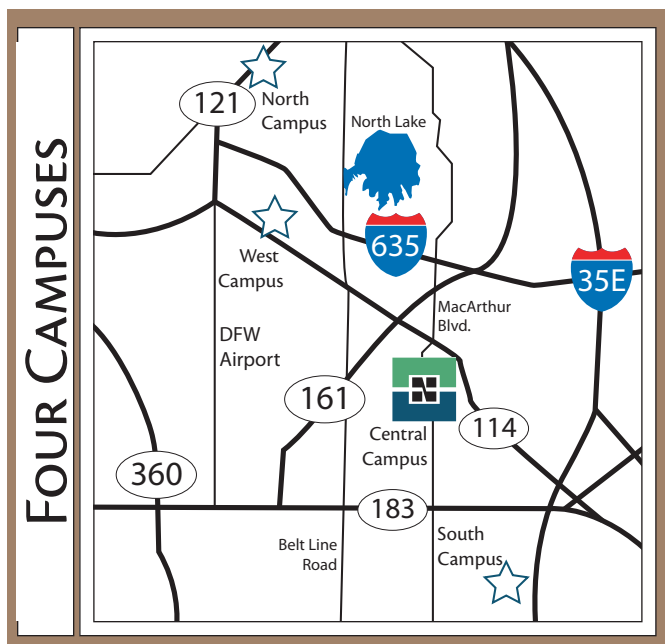 FOUR CAMPUSES
121
North
Campus
North Lake
West
Campus
635
35E
MacArthur
Blvd.
DFW
Airport
161
N
Central
Campus
114
360
183
Belt Line
Road
South
Campus